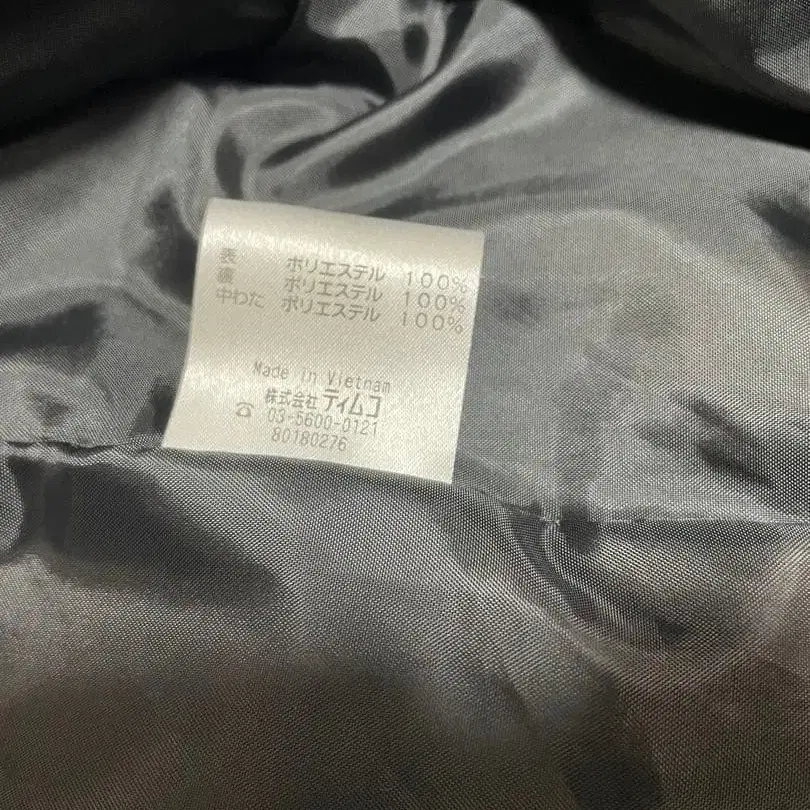 表 ポリエステル 100%
裏 ポリエステル 100%
中わた ポリエステル 100%
Made in Vietnam
株式会社 ティムコ
☎ 03-5600-0121
80180276